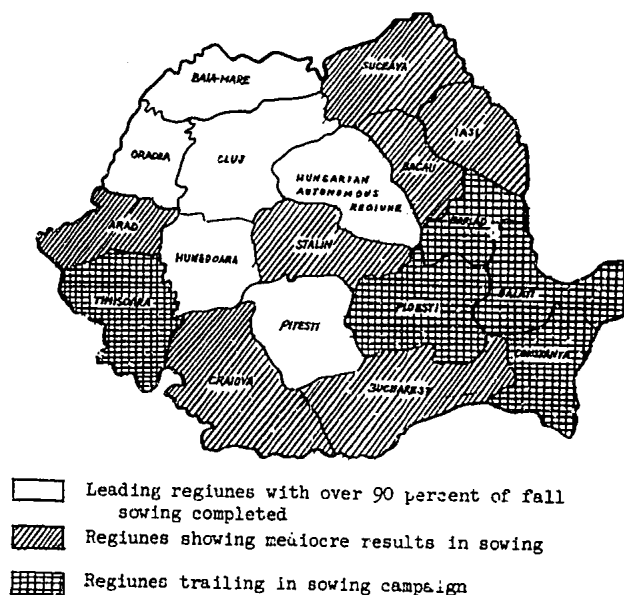 BAIA-MARE
SUCEAVA
IASI
ORADEA
CLUJ
BACAU
HUNGARIAN
AUTONOMOUS
REGIUNE
ARAD
STALIN
BARLAD
HUNEDOARA
TIMISOARA
PLOESTI
GALATI
PITESTI
CONSTANTA
CRAIOVA
BUCHAREST
Leading regiunes with over 90 percent of fall
sowing completed
Regiunes showing mediocre results in sowing
Regiunes trailing in sowing campaign